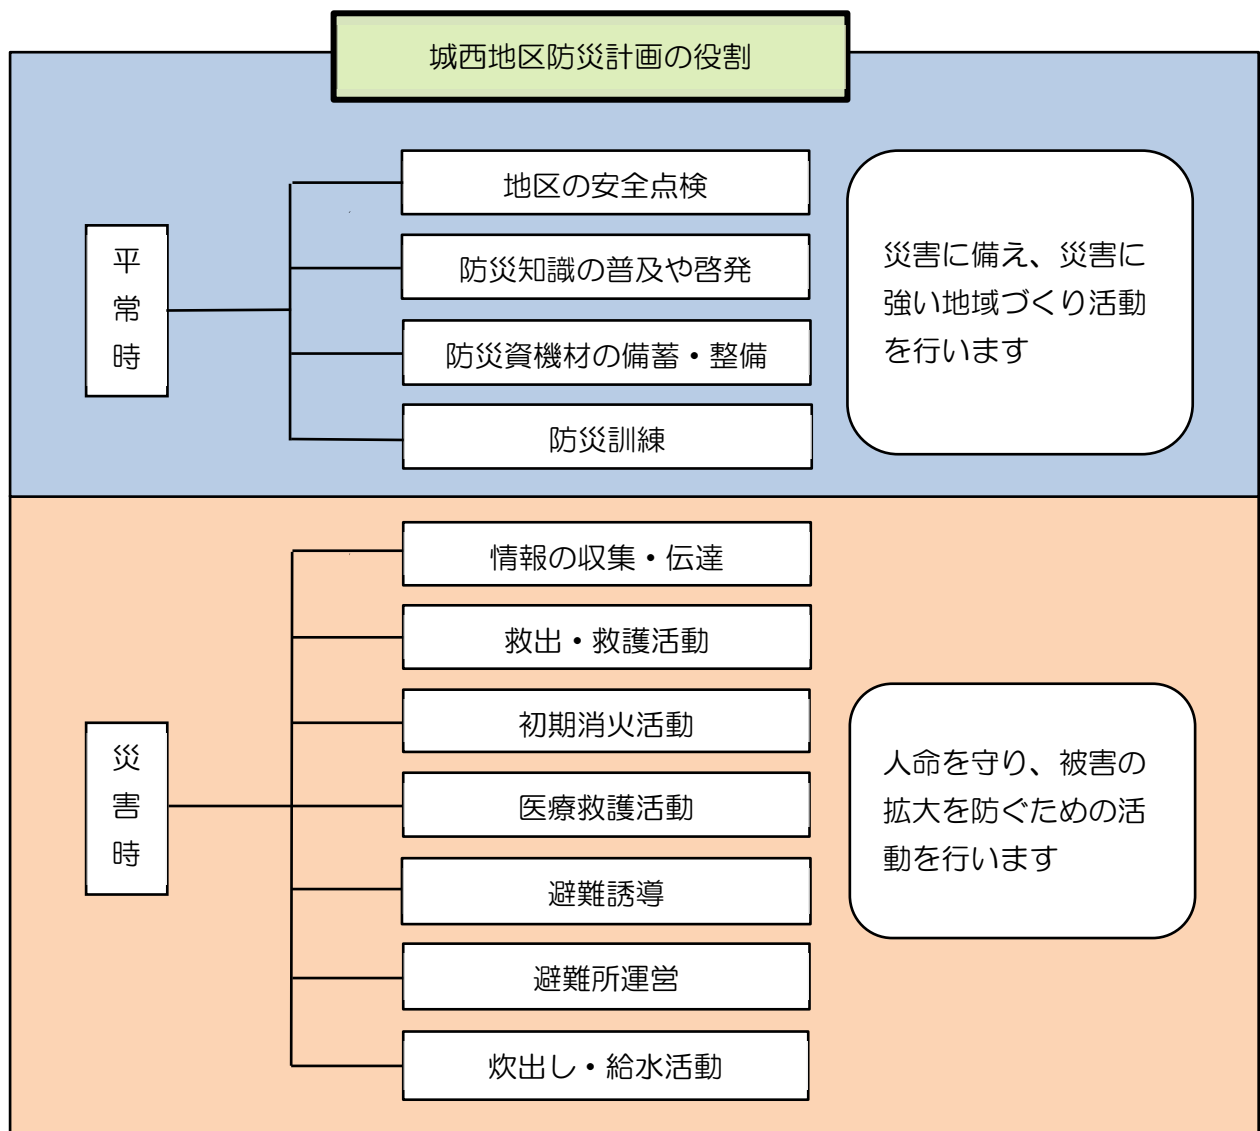 城西地区防災計画の役割
平常時
地区の安全点検
防災知識の普及や啓発
防災資機材の備蓄・整備
防災訓練
災害に備え、災害に
強い地域づくり活動
を行います
災害時
情報の収集・伝達
救出・救護活動
初期消火活動
医療救護活動
避難誘導
避難所運営
炊出し・給水活動
人命を守り、被害の
拡大を防ぐための活
動を行います